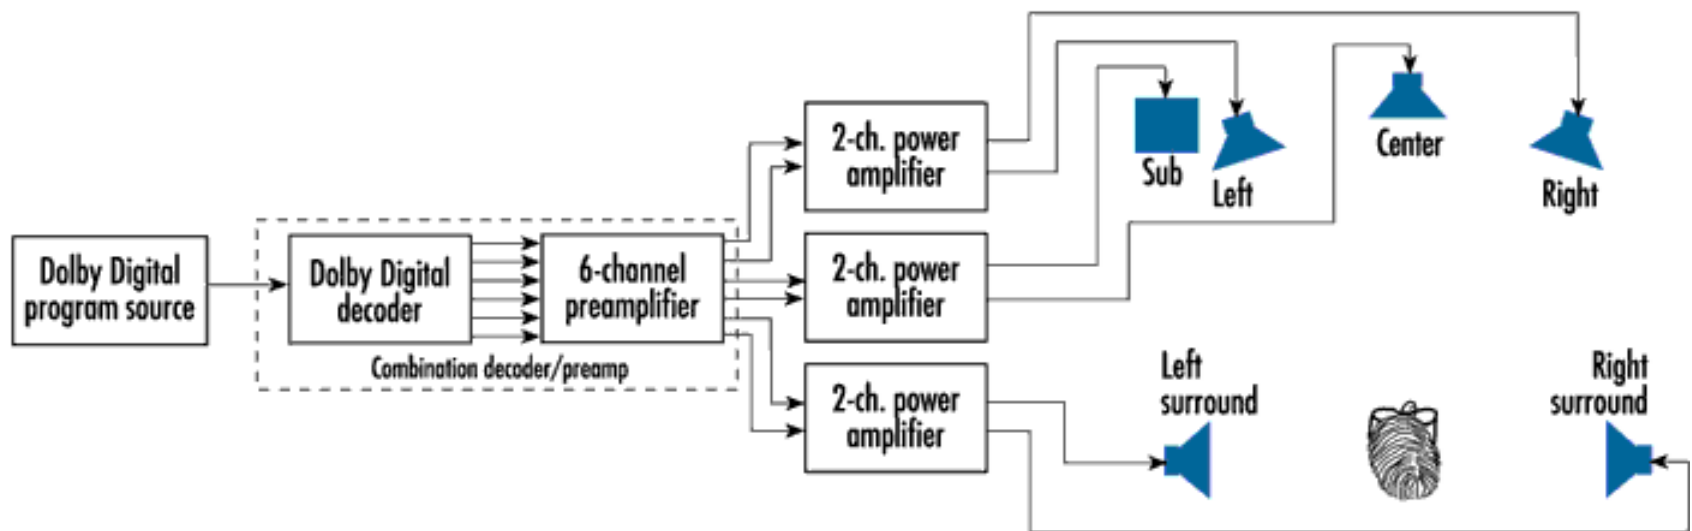 Dolby Digital
program source
Dolby Digital
decoder
6-channel
preamplifier
Combination decoder/preamp
2-ch. power
amplifier
2-ch. power
amplifier
2-ch. power
amplifier
Sub
Left
Center
Right
Left
surround
Right
surround